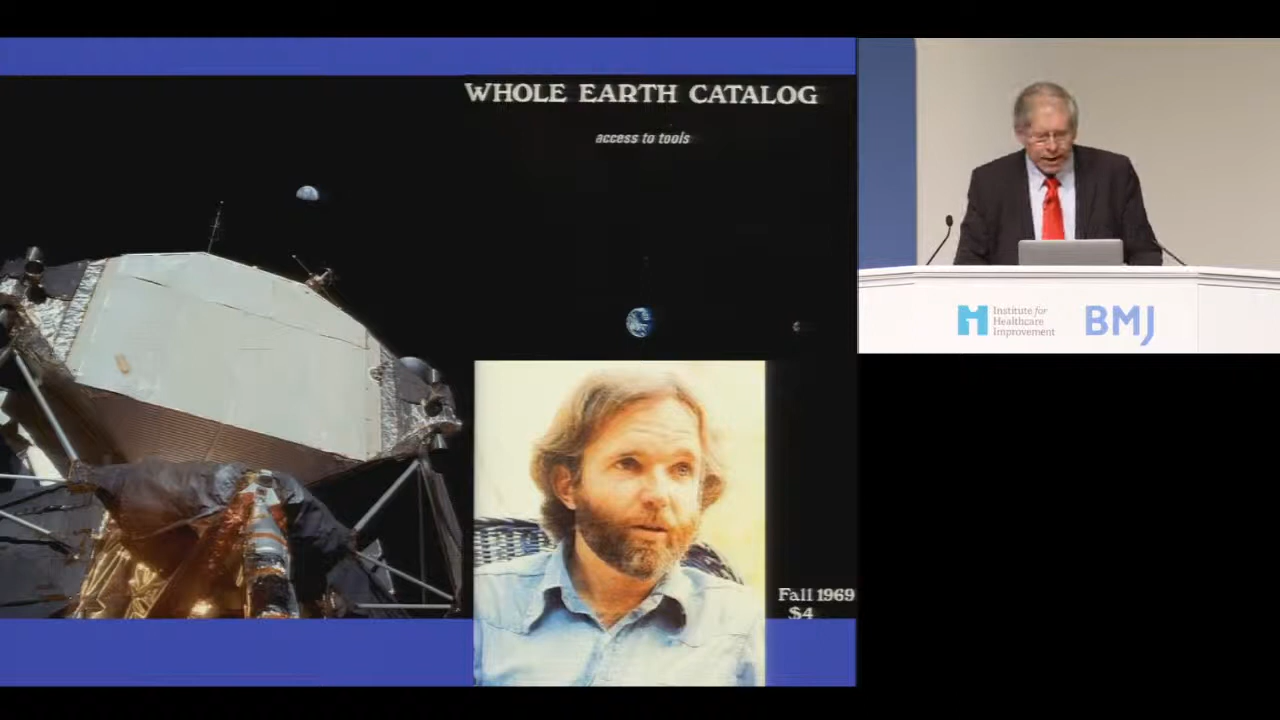 WHOLE EARTH CATALOG
access to tools
Fall 1969
$4
Institute for
Healthcare
Improvement
BMJ